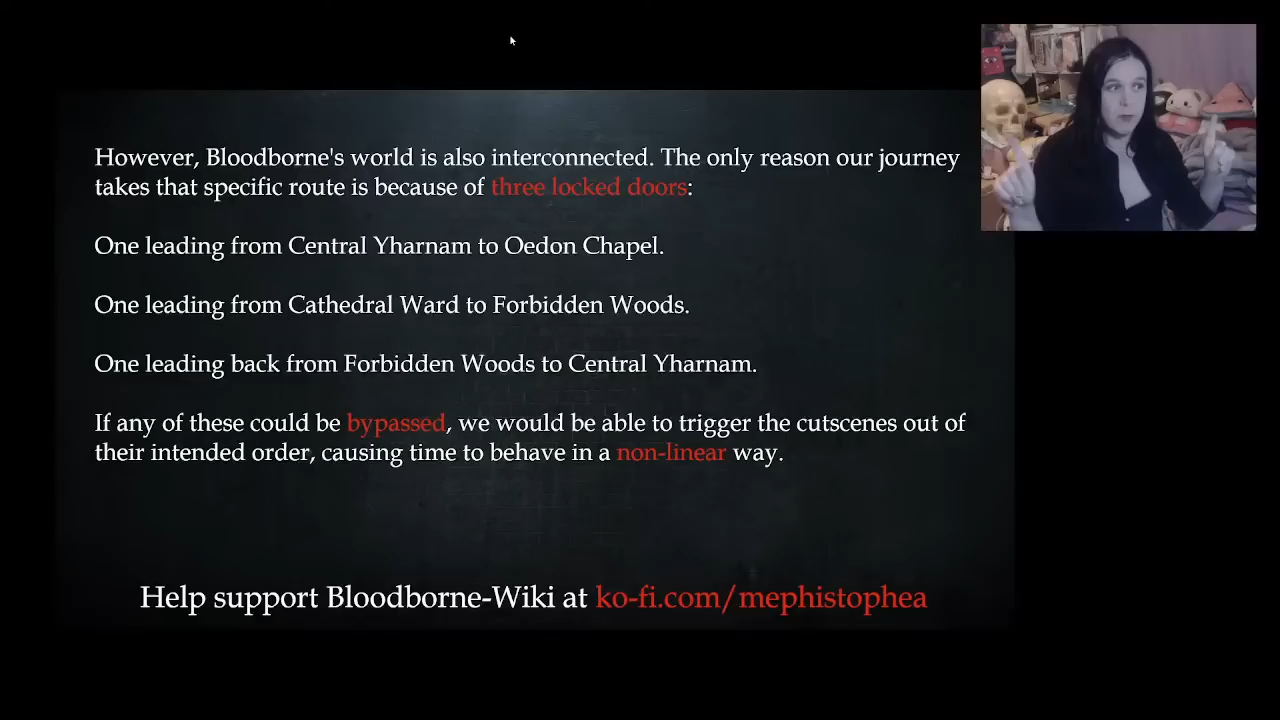 However, Bloodborne's world is also interconnected. The only reason our journey
takes that specific route is because of three locked doors:
One leading from Central Yharnam to Oedon Chapel.
One leading from Cathedral Ward to Forbidden Woods.
One leading back from Forbidden Woods to Central Yharnam.
If any of these could be bypassed, we would be able to trigger the cutscenes out of
their intended order, causing time to behave in a non-linear way.
Help support Bloodborne-Wiki at ko-fi.com/mephistophea